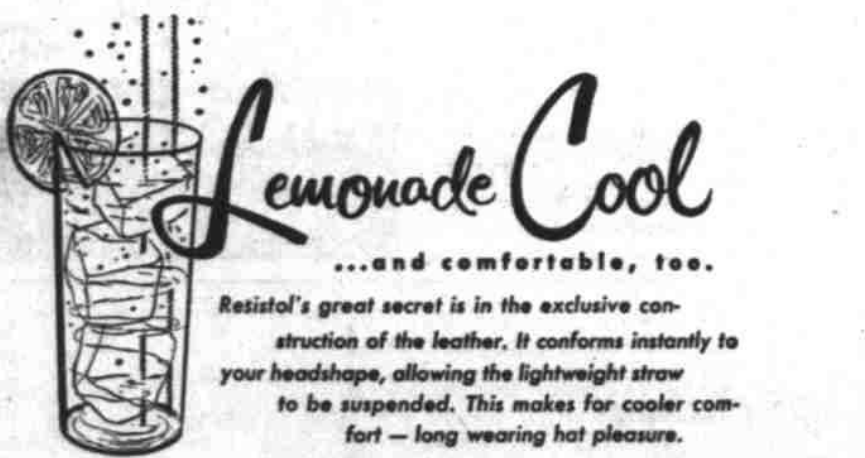 Lemonade Cool
...and comfortable, too.
Resistol's great secret is in the exclusive con-
struction of the leather. It conforms instantly to
your headshape, allowing the lightweight straw
to be suspended. This makes for cooler com-
fort — long wearing hat pleasure.